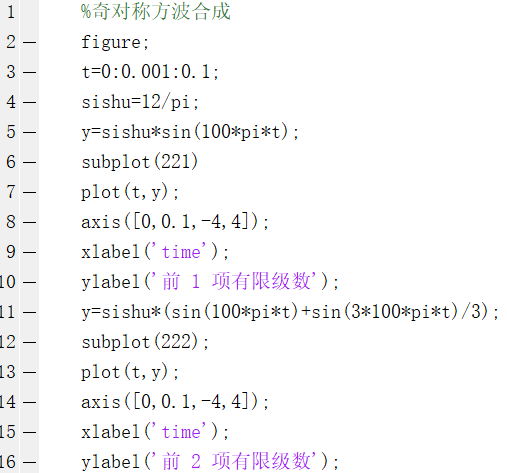 1 %奇对称方波合成
2 — figure;
3 — t=0:0.001:0.1;
4 — sishu=12/pi;
5 — y=sishu*sin(100*pi*t);
6 — subplot(221)
7 — plot(t,y);
8 — axis([0,0.1,-4,4]);
9 — xlabel('time');
10 — ylabel('前 1 项有限级数');
11 — y=sishu*(sin(100*pi*t)+sin(3*100*pi*t)/3);
12 — subplot(222);
13 — plot(t,y);
14 — axis([0,0.1,-4,4]);
15 — xlabel('time');
16 — ylabel('前 2 项有限级数');